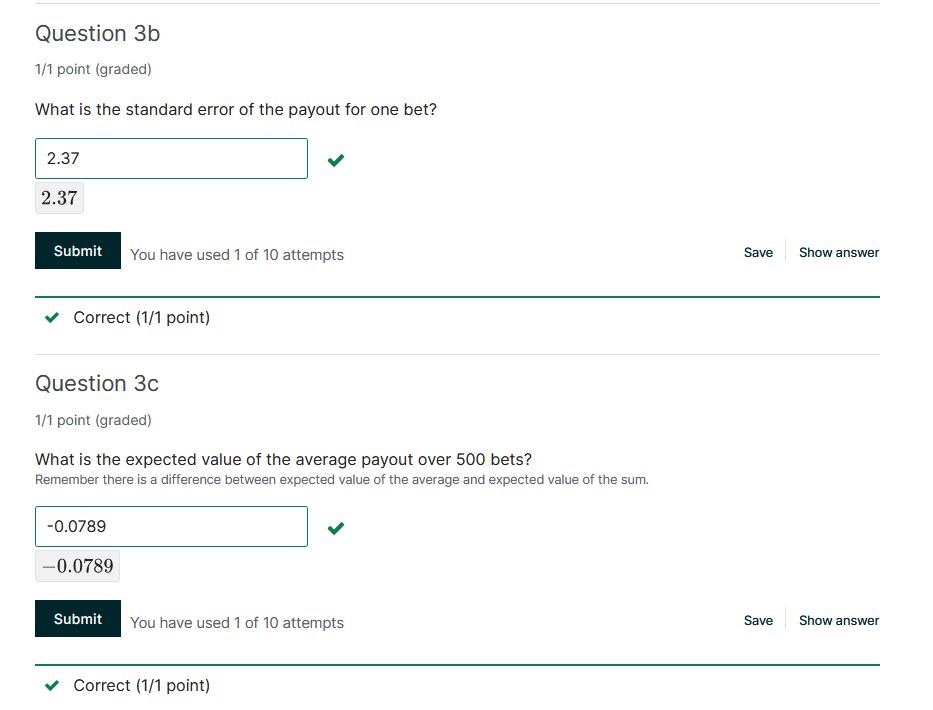 Question 3b
1/1 point (graded)
What is the standard error of the payout for one bet?
2.37
2.37
Submit You have used 1 of 10 attempts Save Show answer
Correct (1/1 point)
Question 3c
1/1 point (graded)
What is the expected value of the average payout over 500 bets?
Remember there is a difference between expected value of the average and expected value of the sum.
-0.0789
−0.0789
Submit You have used 1 of 10 attempts Save Show answer
Correct (1/1 point)